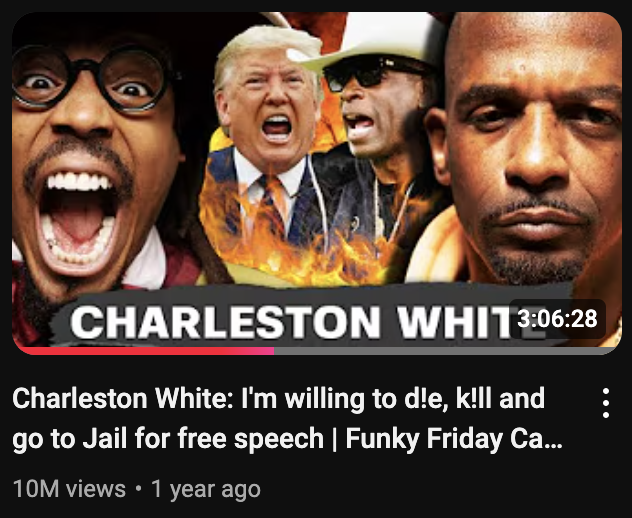 CHARLESTON WHIT
3:06:28
Charleston White: I'm willing to d!e, k!ll and
go to Jail for free speech | Funky Friday Ca...
10M views • 1 year ago